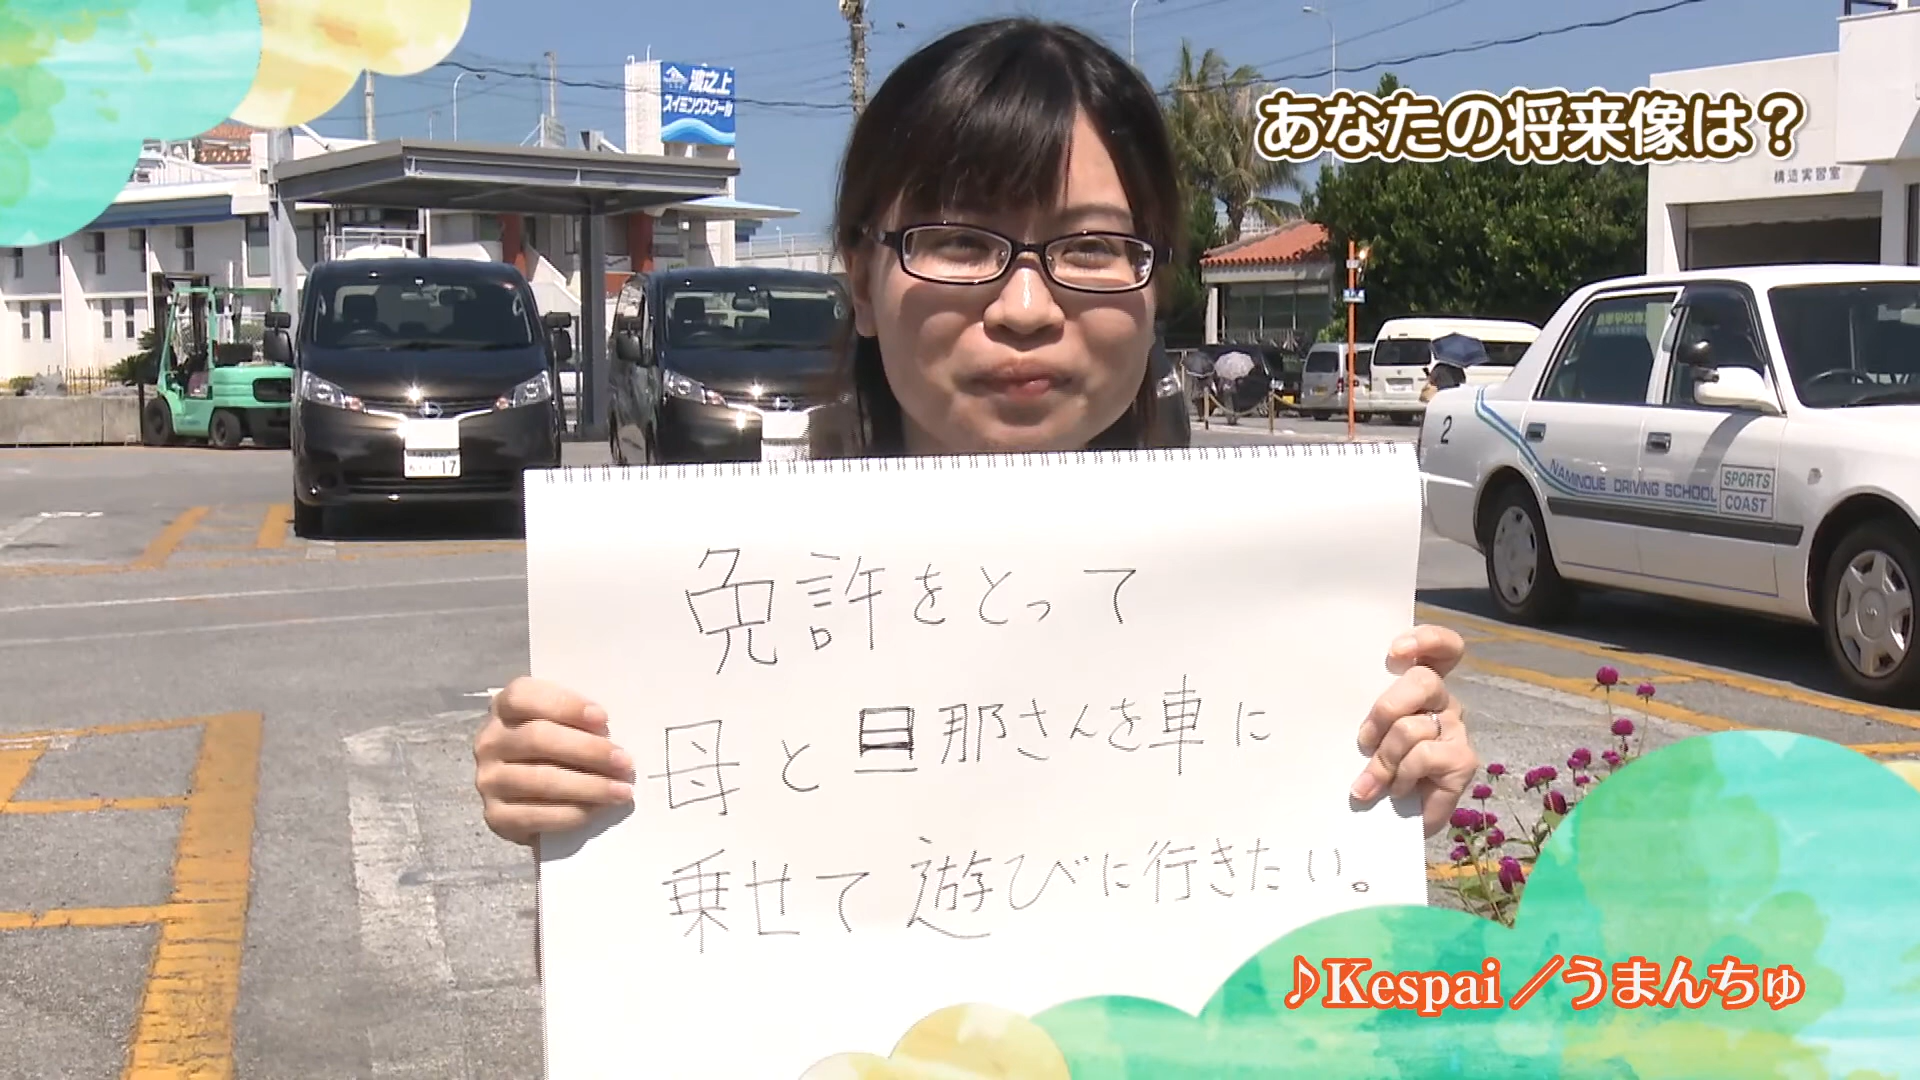 波之上
スイミングスクール
あなたの将来像は？
構造実習室
17
2
NAMINOUE DRIVING SCHOOL
SPORTS
COAST
免許をとって
母と旦那さんを車に
乗せて遊びに行きたい。
♪Kespai／うまんちゅ